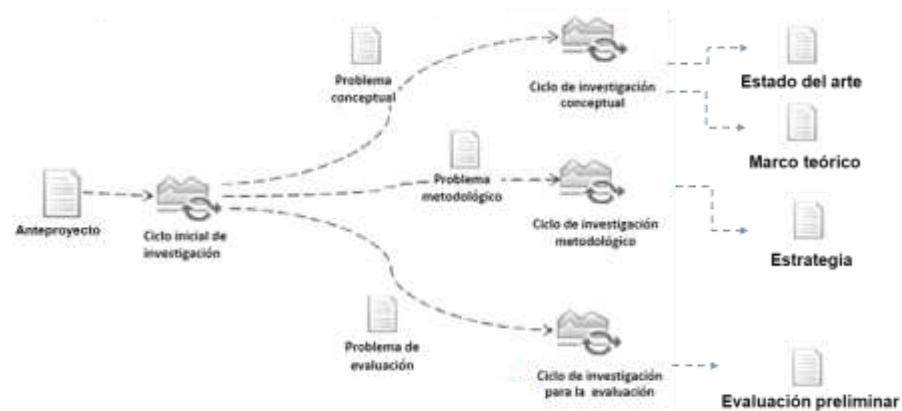 Anteproyecto
Ciclo inicial de
investigación
Problema
conceptual
Ciclo de investigación
conceptual
Estado del arte
Marco teórico
Problema
metodológico
Ciclo de investigación
metodológico
Estrategia
Problema de
evaluación
Ciclo de investigación
para la evaluación
Evaluación preliminar